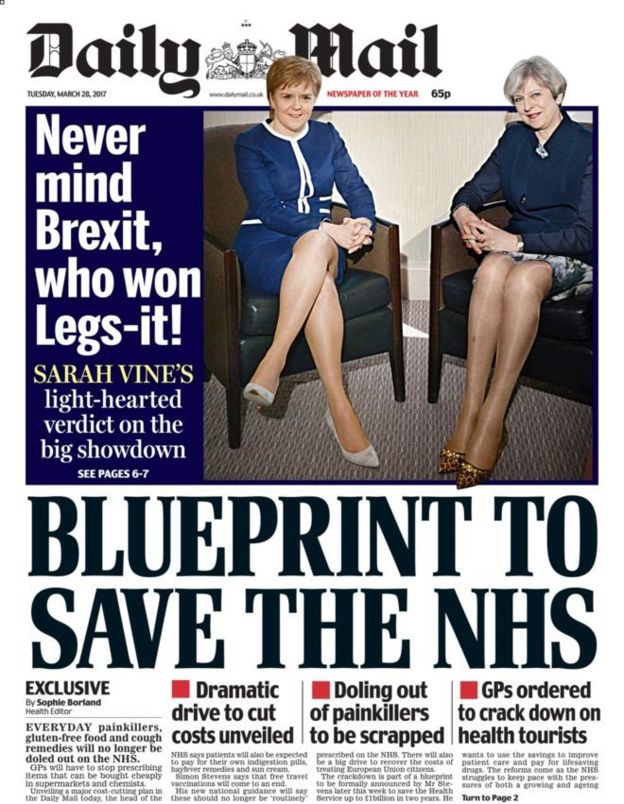 Daily Mail
TUESDAY, MARCH 28, 2017
www.dailymail.co.uk
NEWSPAPER OF THE YEAR
65p
Never
mind
Brexit,
who won
Legs-it!
SARAH VINE'S
light-hearted
verdict on the
big showdown
SEE PAGES 6-7
BLUEPRINT TO
SAVE THE NHS
EXCLUSIVE
By Sophie Borland
Health Editor
EVERYDAY painkillers,
gluten-free food and cough
remedies will no longer be
doled out on the NHS.
GPs will have to stop prescribing
items that can be bought cheaply
in supermarkets and chemists.
Unveiling a major cost-cutting plan in
the Daily Mail today, the head of the
Dramatic
drive to cut
costs unveiled
NHS says patients will also be expected
to pay for their own indigestion pills,
hayfever remedies and sun cream.
Simon Stevens says that free travel
vaccinations will come to an end.
His new national guidance will say
these should no longer be 'routinely'
Doling out
of painkillers
to be scrapped
prescribed on the NHS. There will also
be a big drive to recover the costs of
treating European Union citizens.
The crackdown is part of a blueprint
to be formally announced by Mr Ste-
vens later this week to save the Health
Service up to £1billion in two years. He
GPs ordered
to crack down on
health tourists
wants to use the savings to improve
patient care and pay for lifesaving
drugs. The reforms come as the NHS
struggles to keep pace with the pres-
sures of both a growing and ageing
Turn to Page 2